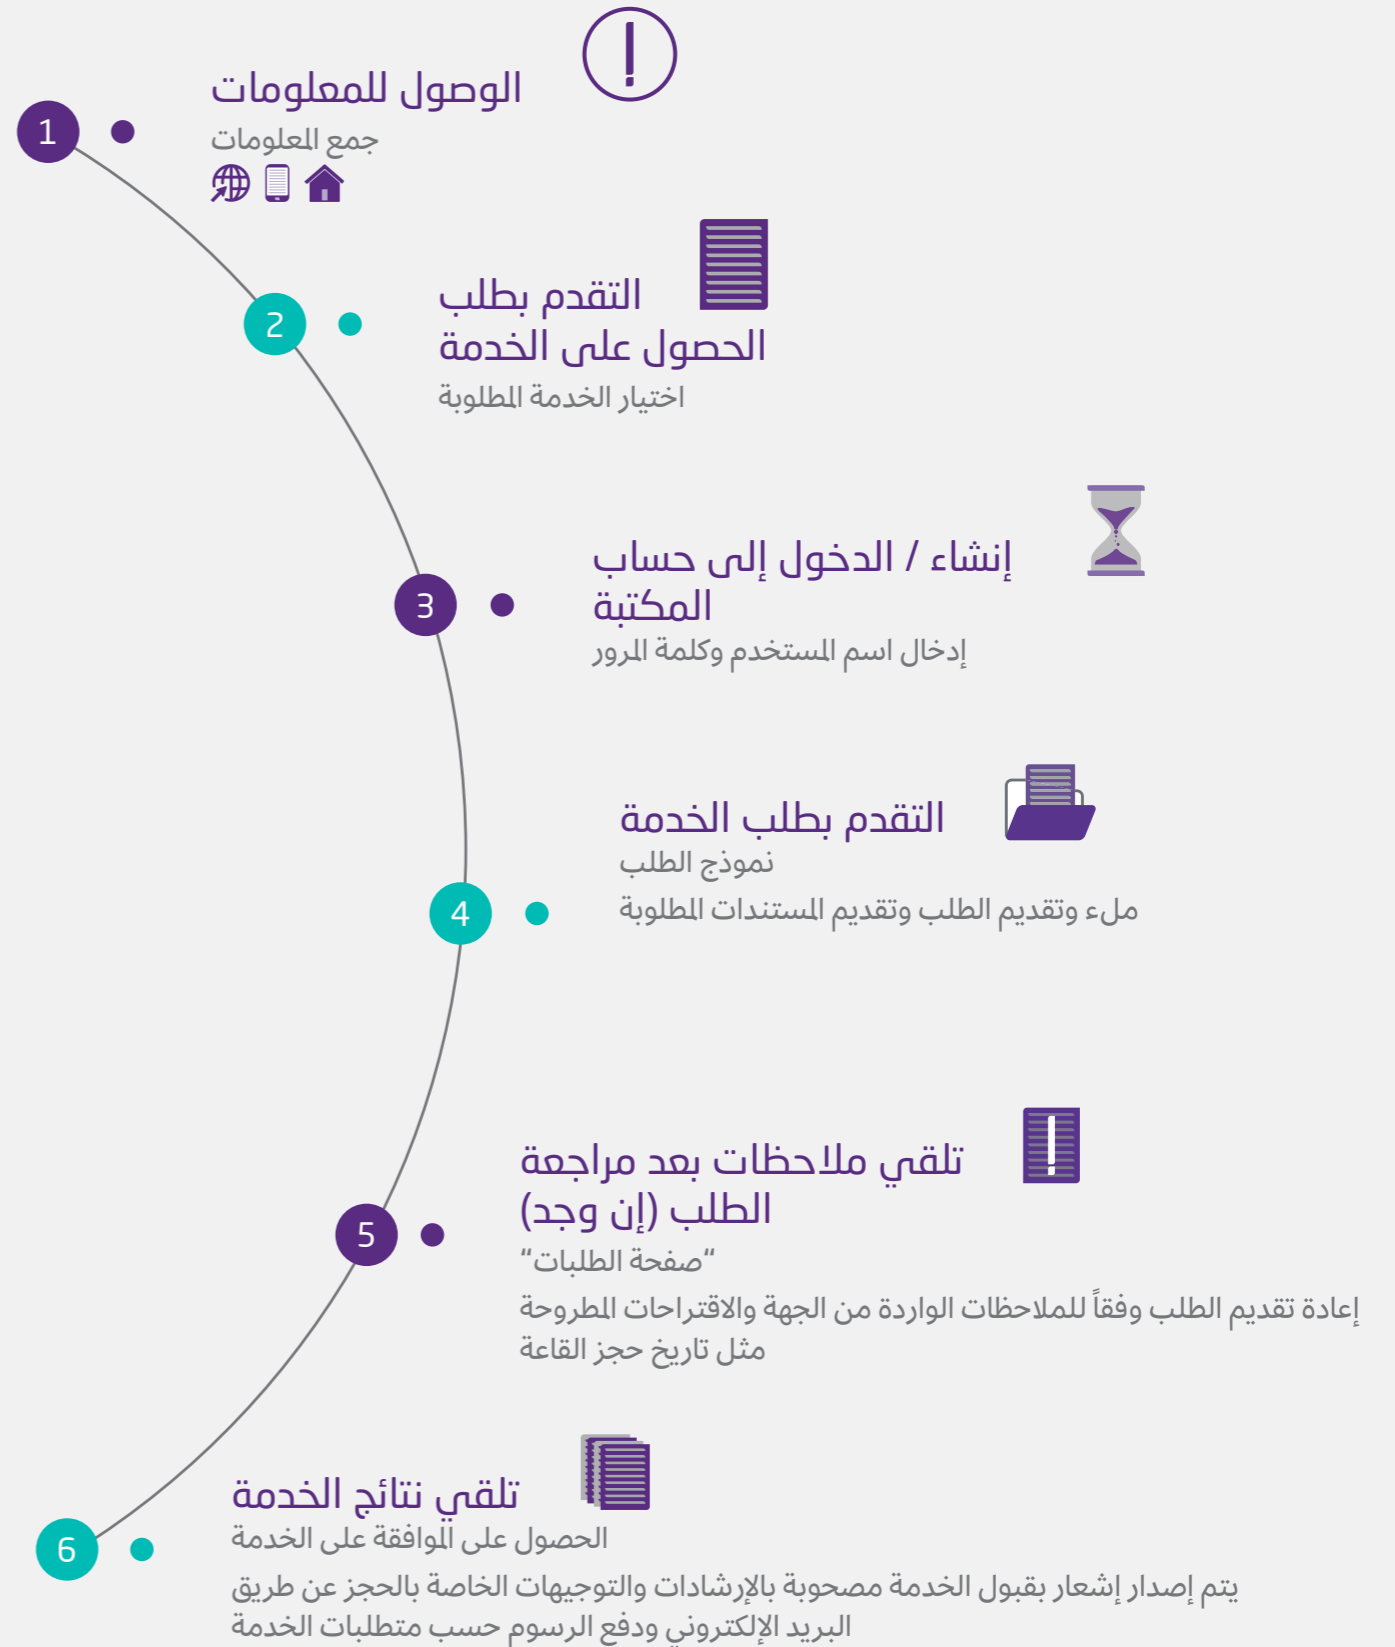 1
الوصول للمعلومات
جمع المعلومات
2
التقدم بطلب
الحصول على الخدمة
اختيار الخدمة المطلوبة
3
إنشاء / الدخول إلى حساب
المكتبة
إدخال اسم المستخدم وكلمة المرور
4
التقدم بطلب الخدمة
نموذج الطلب
ملء وتقديم الطلب وتقديم المستندات المطلوبة
5
تلقي ملاحظات بعد مراجعة
الطلب (إن وجد)
“صفحة الطلبات“
إعادة تقديم الطلب وفقاً للملاحظات الواردة من الجهة والاقتراحات المطروحة
مثل تاريخ حجز القاعة
6
تلقي نتائج الخدمة
الحصول على الموافقة على الخدمة
يتم إصدار إشعار بقبول الخدمة مصحوبة بالإرشادات والتوجيهات الخاصة بالحجز عن طريق
البريد الإلكتروني ودفع الرسوم حسب متطلبات الخدمة